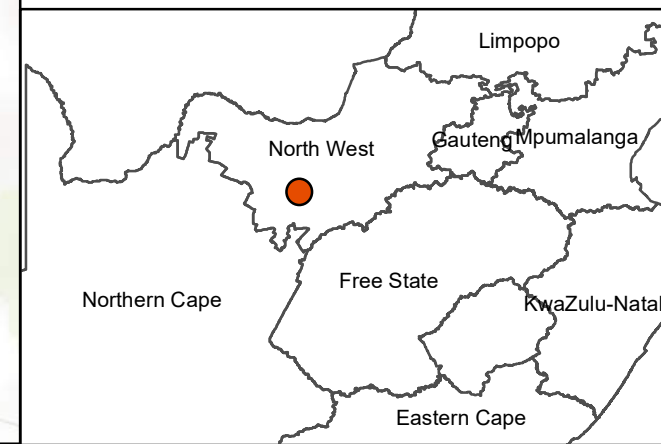 Limpopo
North West
Gauteng
Mpumalanga
Free State
Northern Cape
KwaZulu-Natal
Eastern Cape